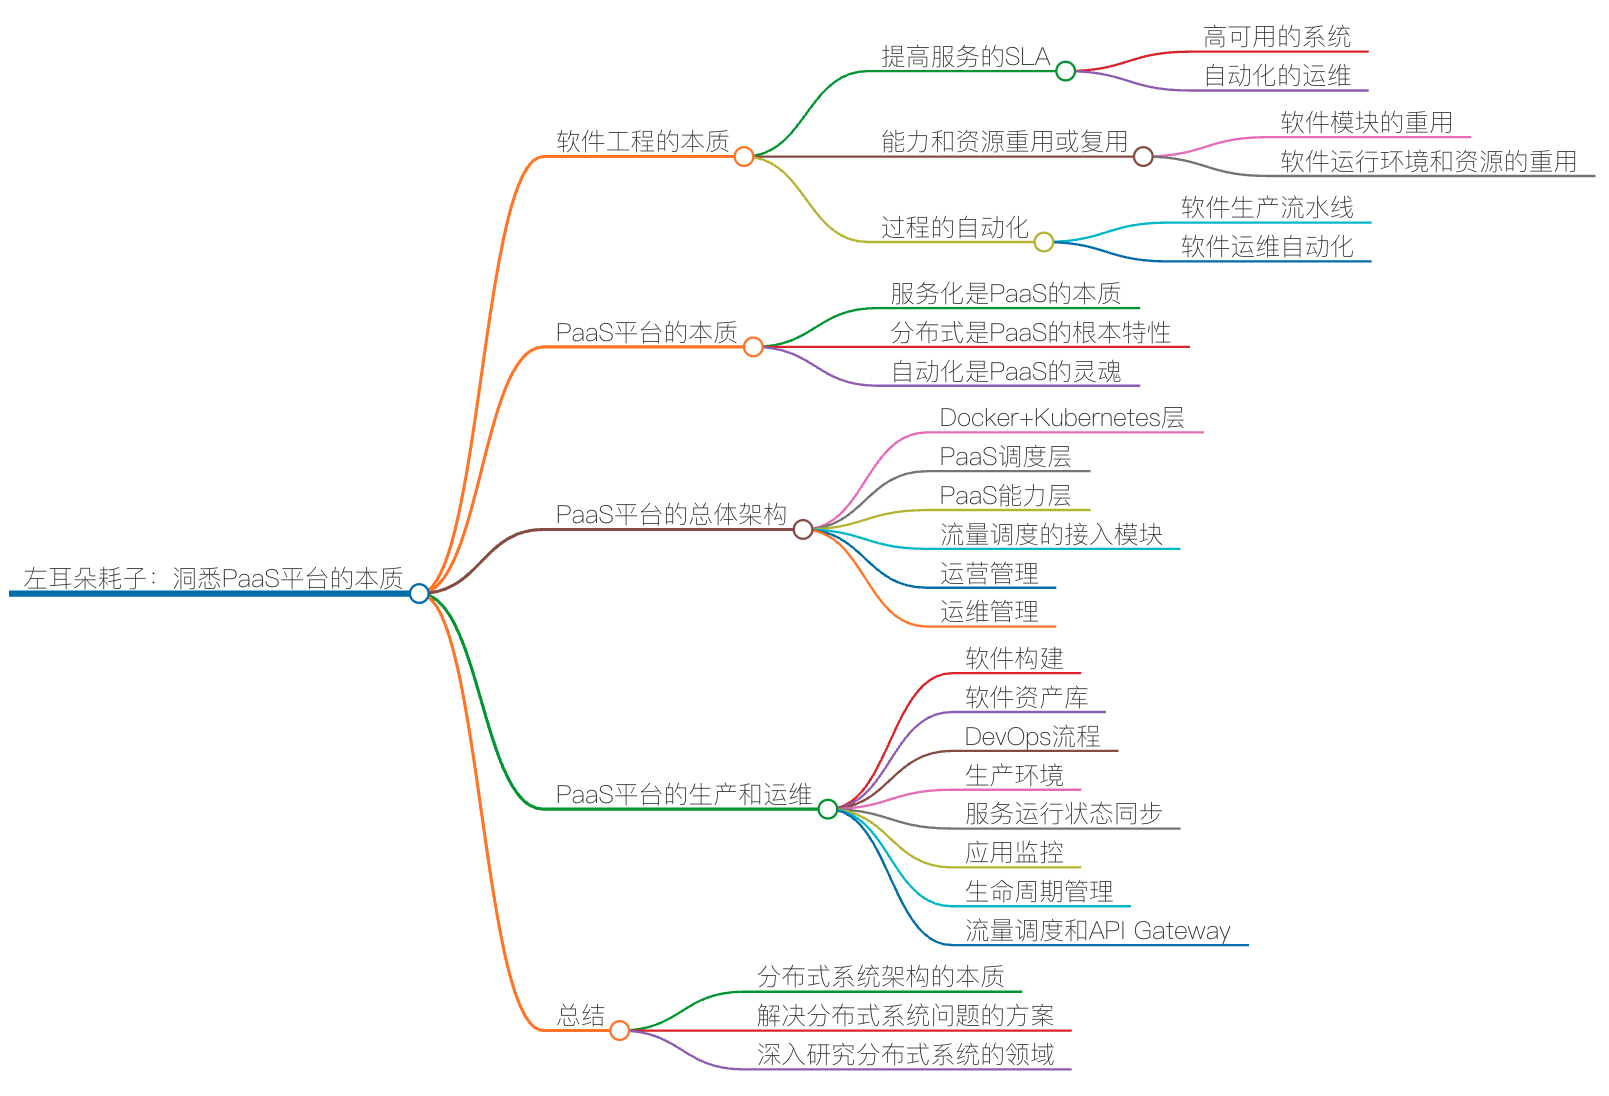 左耳朵耗子：洞悉PaaS平台的本质
软件工程的本质
提高服务的SLA
高可用的系统
自动化的运维
能力和资源重用或复用
软件模块的重用
软件运行环境和资源的重用
过程的自动化
软件生产流水线
软件运维自动化
PaaS平台的本质
服务化是PaaS的本质
分布式是PaaS的根本特性
自动化是PaaS的灵魂
PaaS平台的总体架构
Docker+Kubernetes层
PaaS调度层
PaaS能力层
流量调度的接入模块
运营管理
运维管理
PaaS平台的生产和运维
软件构建
软件资产库
DevOps流程
生产环境
服务运行状态同步
应用监控
生命周期管理
流量调度和API Gateway
总结
分布式系统架构的本质
解决分布式系统问题的方案
深入研究分布式系统的领域